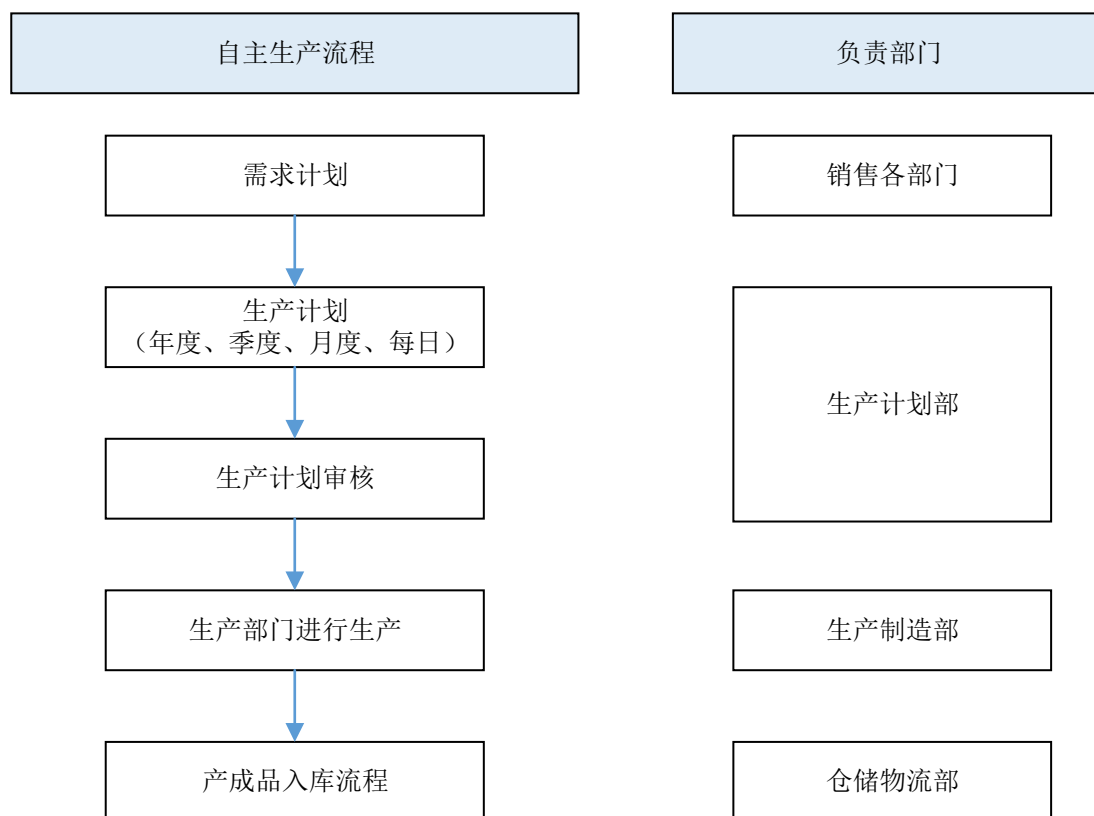 自主生产流程
负责部门
需求计划
销售各部门
生产计划
（年度、季度、月度、每日）
生产计划部
生产计划审核
生产部门进行生产
生产制造部
产成品入库流程
仓储物流部